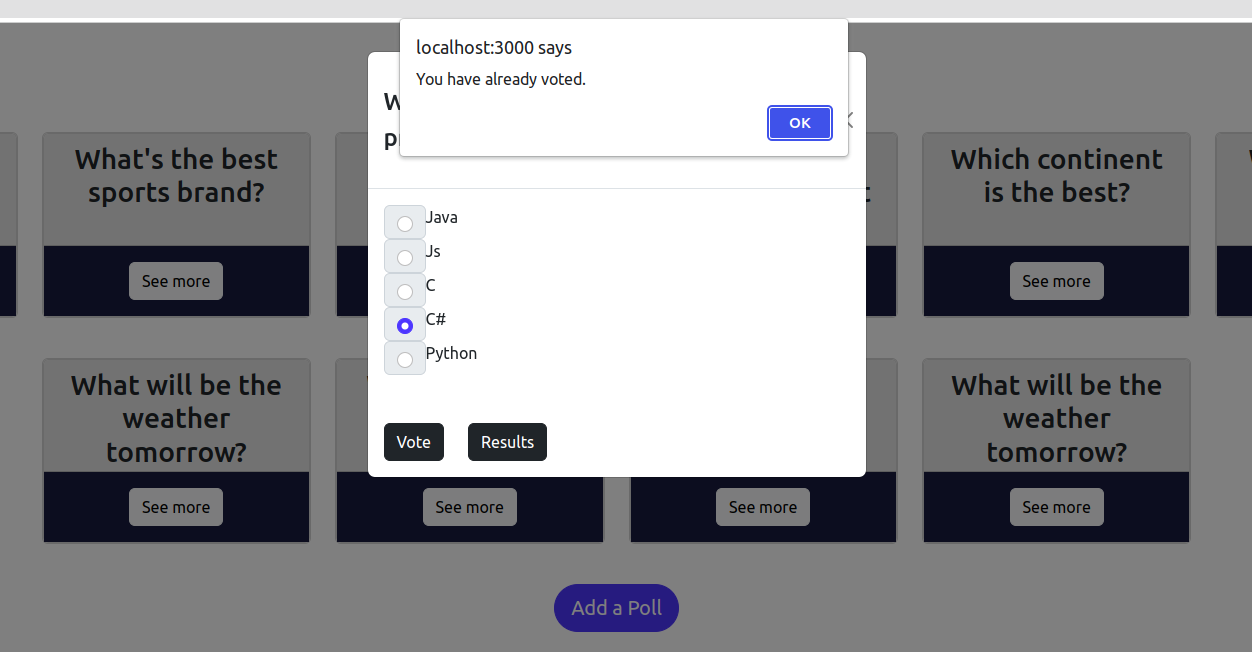 localhost:3000 says
You have already voted.
OK
What's the best
sports brand?
See more
Which continent
is the best?
See more
Java
Js
C
C#
Python
Vote
Results
What will be the
weather
tomorrow?
See more
See more
See more
What will be the
weather
tomorrow?
See more
Add a Poll